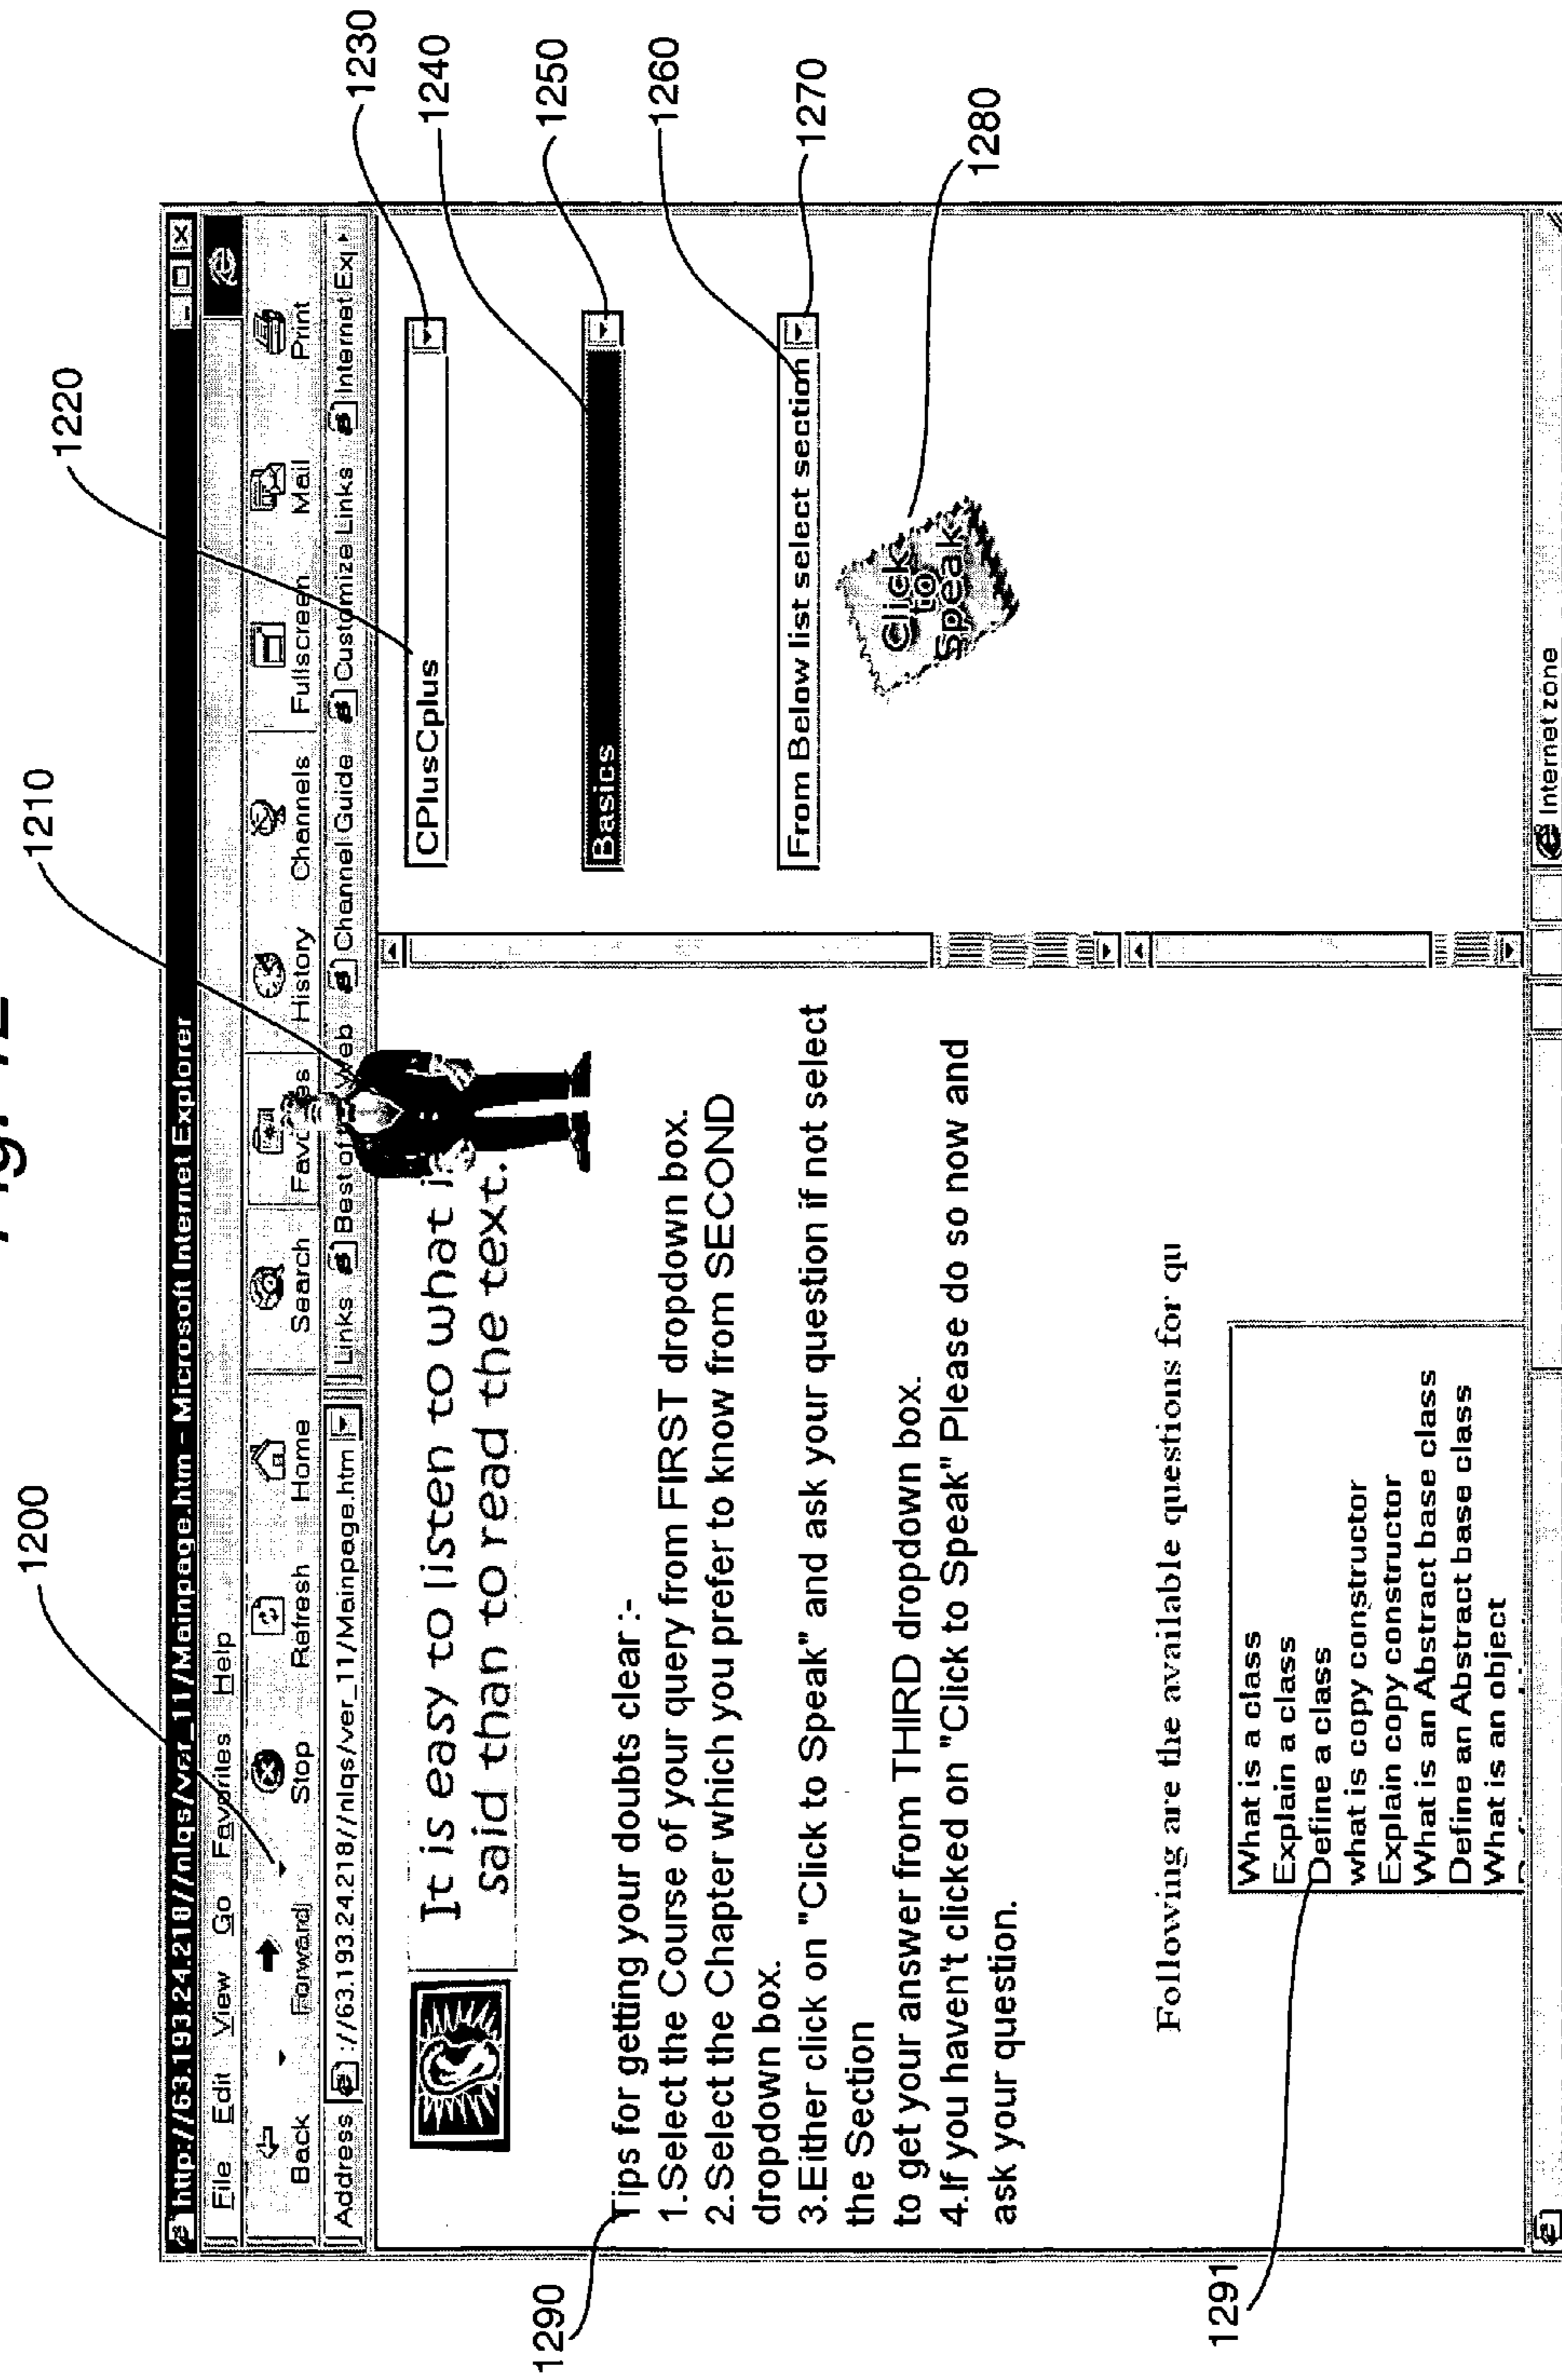 Fig. 12
1200
1210
1220
1230
1240
1250
1260
1270
1280
1290
1291
http://63.193.24.218//nlqs/ver_11/Mainpage.htm - Microsoft Internet Explorer
File Edit View Go Favorites Help
Back Forward Stop Refresh Home Search Favo es History Channels Fullscreen Mail Print
Address ://63.193.24.218//nlqs/ver_11/Mainpage.htm Links Best of Web Channel Guide Customize Links Internet Exp
It is easy to listen to what i
said than to read the text.
Tips for getting your doubts clear :-
1.Select the Course of your query from FIRST dropdown box.
2.Select the Chapter which you prefer to know from SECOND
dropdown box.
3.Either click on "Click to Speak" and ask your question if not select
the Section
to get your answer from THIRD dropdown box.
4.If you haven't clicked on "Click to Speak" Please do so now and
ask your question.
Following are the available questions for qu
What is a class
Explain a class
Define a class
what is copy constructor
Explain copy constructor
What is an Abstract base class
Define an Abstract base class
What is an object
CPlusCplus
Basics
From Below list select section
Click
to
Speak
Internet zone